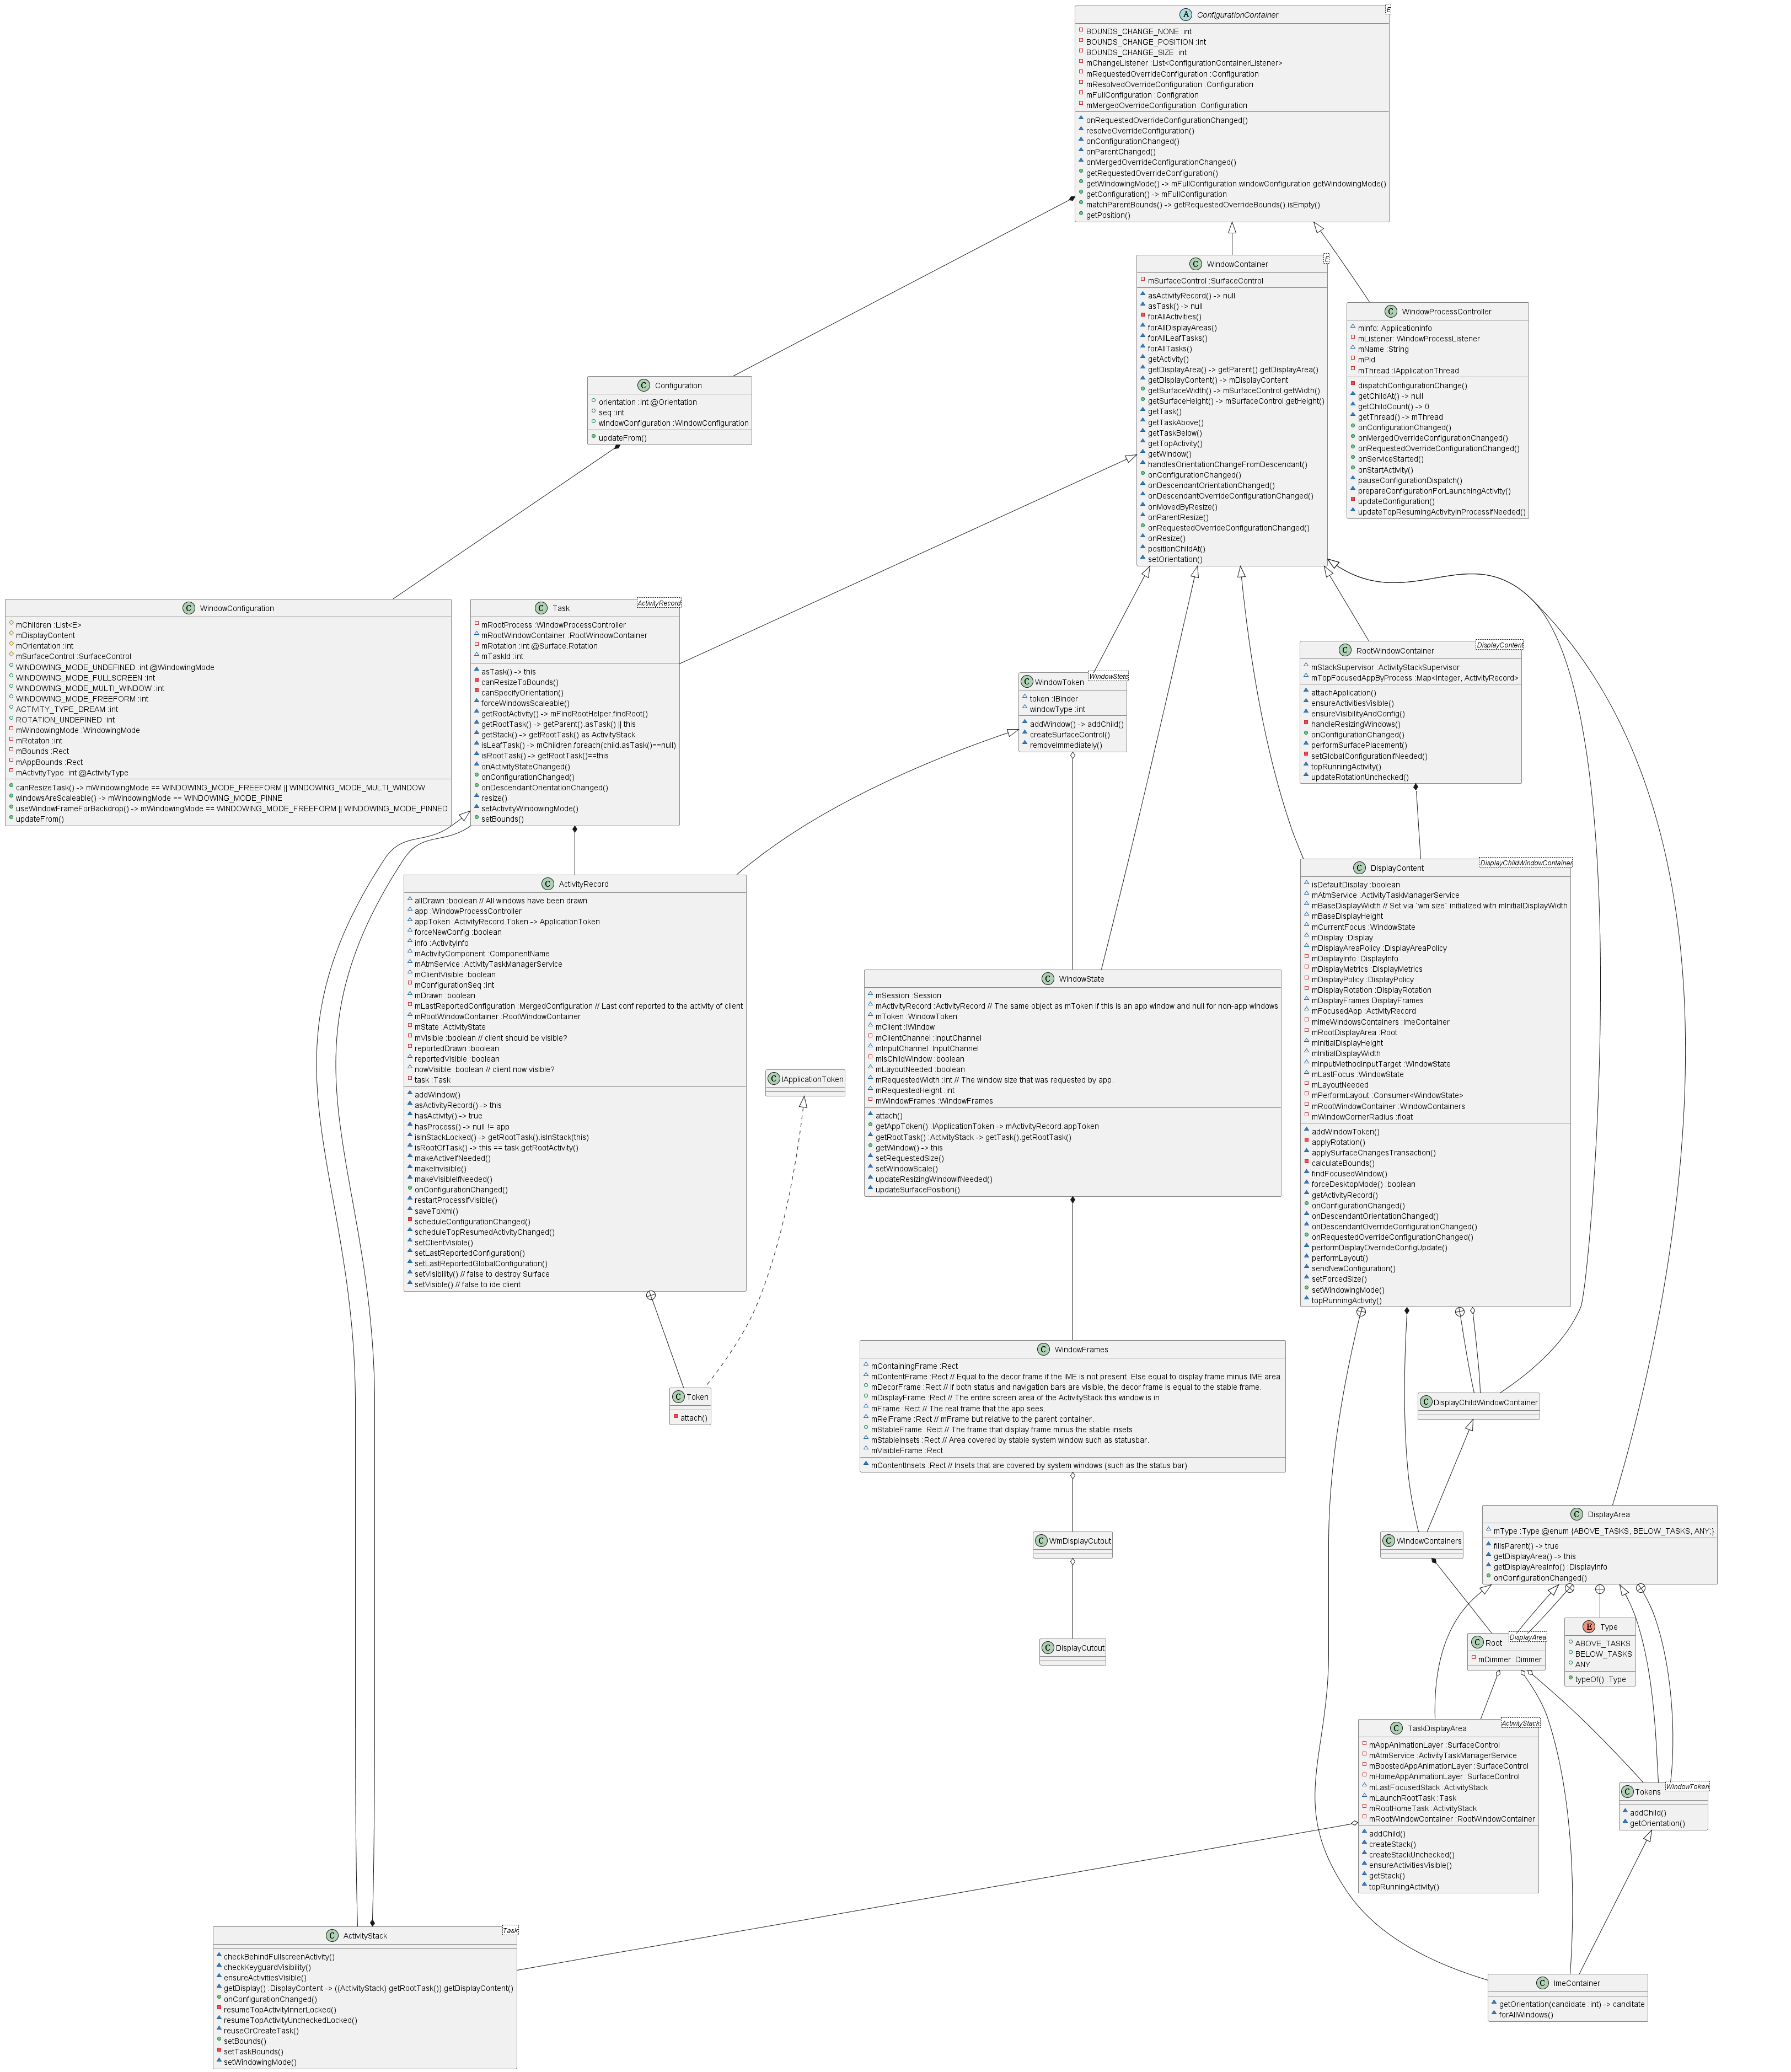 A ConfigurationContainer E
BOUNDS_CHANGE_NONE :int
BOUNDS_CHANGE_POSITION :int
BOUNDS_CHANGE_SIZE :int
mChangeListener :List<ConfigurationContainerListener>
mRequestedOverrideConfiguration :Configuration
mResolvedOverrideConfiguration :Configuration
mFullConfiguration :Configration
mMergedOverrideConfiguration :Configuration
onRequestedOverrideConfigurationChanged()
resolveOverrideConfiguration()
onConfigurationChanged()
onParentChanged()
onMergedOverrideConfigurationChanged()
getRequestedOverrideConfiguration()
getWindowingMode() -> mFullConfiguration.windowConfiguration.getWindowingMode()
getConfiguration() -> mFullConfiguration
matchParentBounds() -> getRequestedOverrideBounds().isEmpty()
getPosition()
C WindowContainer E
mSurfaceControl :SurfaceControl
asActivityRecord() -> null
asTask() -> null
forAllActivities()
forAllDisplayAreas()
forAllLeafTasks()
forAllTasks()
getActivity()
getDisplayArea() -> getParent().getDisplayArea()
getDisplayContent() -> mDisplayContent
getSurfaceWidth() -> mSurfaceControl.getWidth()
getSurfaceHeight() -> mSurfaceControl.getHeight()
getTask()
getTaskAbove()
getTaskBelow()
getTopActivity()
getWindow()
handlesOrientationChangeFromDescendant()
onConfigurationChanged()
onDescendantOrientationChanged()
onDescendantOverrideConfigurationChanged()
onMovedByResize()
onParentResize()
onRequestedOverrideConfigurationChanged()
onResize()
positionChildAt()
setOrientation()
C WindowProcessController
mInfo: ApplicationInfo
mListener: WindowProcessListener
mName :String
mPid
mThread :IApplicationThread
dispatchConfigurationChange()
getChildAt() -> null
getChildCount() -> 0
getThread() -> mThread
onConfigurationChanged()
onMergedOverrideConfigurationChanged()
onRequestedOverrideConfigurationChanged()
onServiceStarted()
onStartActivity()
pauseConfigurationDispatch()
prepareConfigurationForLaunchingActivity()
updateConfiguration()
updateTopResumingActivityInProcessIfNeeded()
C Configuration
orientation :int @Orientation
seq :int
windowConfiguration :WindowConfiguration
updateFrom()
C WindowConfiguration
mChildren :List<E>
mDisplayContent
mOrientation :int
mSurfaceControl :SurfaceControl
WINDOWING_MODE_UNDEFINED :int @WindowingMode
WINDOWING_MODE_FULLSCREEN :int
WINDOWING_MODE_MULTI_WINDOW :int
WINDOWING_MODE_FREEFORM :int
ACTIVITY_TYPE_DREAM :int
ROTATION_UNDEFINED :int
mWindowingMode :WindowingMode
mRotaton :int
mBounds :Rect
mAppBounds :Rect
mActivityType :int @ActivityType
canResizeTask() -> mWindowingMode == WINDOWING_MODE_FREEFORM || WINDOWING_MODE_MULTI_WINDOW
windowsAreScaleable() -> mWindowingMode == WINDOWING_MODE_PINNE
useWindowFrameForBackdrop() -> mWindowingMode == WINDOWING_MODE_FREEFORM || WINDOWING_MODE_PINNED
updateFrom()
C Task ActivityRecord
mRootProcess :WindowProcessController
mRootWindowContainer :RootWindowContainer
mRotation :int @Surface.Rotation
mTaskId :int
asTask() -> this
canResizeToBounds()
canSpecifyOrientation()
forceWindowsScaleable()
getRootActivity() -> mFindRootHelper.findRoot()
getRootTask() -> getParent().asTask() || this
getStack() -> getRootTask() as ActivityStack
isLeafTask() -> mChildren.foreach(child.asTask()==null)
isRootTask() -> getRootTask()==this
onActivityStateChanged()
onConfigurationChanged()
onDescendantOrientationChanged()
resize()
setActivityWindowingMode()
setBounds()
C WindowToken WindowState
token :IBinder
windowType :int
addWindow() -> addChild()
createSurfaceControl()
removeImmediately()
C RootWindowContainer DisplayContent
mStackSupervisor :ActivityStackSupervisor
mTopFocusedAppByProcess :Map<Integer, ActivityRecord>
attachApplication()
ensureActivitiesVisible()
ensureVisibilityAndConfig()
handleResizingWindows()
onConfigurationChanged()
performSurfacePlacement()
setGlobalConfigurationIfNeeded()
topRunningActivity()
updateRotationUnchecked()
C ActivityRecord
allDrawn :boolean // All windows have been drawn
app :WindowProcessController
appToken :ActivityRecord.Token -> ApplicationToken
forceNewConfig :boolean
info :ActivityInfo
mActivityComponent :ComponentName
mAtmService :ActivityTaskManagerService
mClientVisible :boolean
mConfigurationSeq :int
mDrawn :boolean
mLastReportedConfiguration :MergedConfiguration // Last conf reported to the activity of client
mRootWindowContainer :RootWindowContainer
mState :ActivityState
mVisible :boolean // client should be visible?
reportedDrawn :boolean
reportedVisible :boolean
nowVisible :boolean // client now visible?
task :Task
addWindow()
asActivityRecord() -> this
hasActivity() -> true
hasProcess() -> null != app
isInStackLocked() -> getRootTask().isInStack(this)
isRootOfTask() -> this == task.getRootActivity()
makeActiveIfNeeded()
makeInvisible()
makeVisibleIfNeeded()
onConfigurationChanged()
restartProcessIfVisible()
saveToXml()
scheduleConfigurationChanged()
scheduleTopResumedActivityChanged()
setClientVisible()
setLastReportedConfiguration()
setLastReportedGlobalConfiguration()
setVisibility() // false to destroy Surface
setVisible() // false to ide client
C IApplicationToken
C WindowState
mSession :Session
mActivityRecord :ActivityRecord // The same object as mToken if this is an app window and null for non-app windows
mToken :WindowToken
mClient :IWindow
mClientChannel :InputChannel
mInputChannel :InputChannel
mIsChildWindow :boolean
mLayoutNeeded :boolean
mRequestedWidth :int // The window size that was requested by app.
mRequestedHeight :int
mWindowFrames :WindowFrames
attach()
getAppToken() :IApplicationToken -> mActivityRecord.appToken
getRootTask() :ActivityStack -> getTask().getRootTask()
getWindow() -> this
setRequestedSize()
setWindowScale()
updateResizingWindowIfNeeded()
updateSurfacePosition()
C DisplayContent DisplayChildWindowContainer
isDefaultDisplay :boolean
mAtmService :ActivityTaskManagerService
mBaseDisplayWidth // Set via `wm size` initialized with mInitialDisplayWidth
mBaseDisplayHeight
mCurrentFocus :WindowState
mDisplay :Display
mDisplayAreaPolicy :DisplayAreaPolicy
mDisplayInfo :DisplayInfo
mDisplayMetrics :DisplayMetrics
mDisplayPolicy :DisplayPolicy
mDisplayRotation :DisplayRotation
mDisplayFrames DisplayFrames
mFocusedApp :ActivityRecord
mImeWindowsContainers :ImeContainer
mRootDisplayArea :Root
mInitialDisplayHeight
mInitialDisplayWidth
mInputMethodInputTarget :WindowState
mLastFocus :WindowState
mLayoutNeeded
mPerformLayout :Consumer<WindowState>
mRootWindowContainer :WindowContainers
mWindowCornerRadius :float
addWindowToken()
applyRotation()
applySurfaceChangesTransaction()
calculateBounds()
findFocusedWindow()
forceDesktopMode() :boolean
getActivityRecord()
onConfigurationChanged()
onDescendantOrientationChanged()
onDescendantOverrideConfigurationChanged()
onRequestedOverrideConfigurationChanged()
performDisplayOverrideConfigUpdate()
performLayout()
sendNewConfiguration()
setForcedSize()
setWindowingMode()
topRunningActivity()
C WindowFrames
mContainingFrame :Rect
mContentFrame :Rect // Equal to the decor frame if the IME is not present. Else equal to display frame minus IME area.
mDecorFrame :Rect // If both status and navigation bars are visible, the decor frame is equal to the stable frame.
mDisplayFrame :Rect // The entire screen area of the ActivityStack this window is in
mFrame :Rect // The real frame that the app sees.
mRelFrame :Rect // mFrame but relative to the parent container.
mStableFrame :Rect // The frame that display frame minus the stable insets.
mStableInsets :Rect // Area covered by stable system window such as statusbar.
mVisibleFrame :Rect
mContentInsets :Rect // Insets that are covered by system windows (such as the status bar)
C Token
attach()
C DisplayChildWindowContainer
C WmDisplayCutout
C WindowContainers
C DisplayArea
mType :Type @enum {ABOVE_TASKS, BELOW_TASKS, ANY;}
fillsParent() -> true
getDisplayArea() -> this
getDisplayAreaInfo() :DisplayInfo
onConfigurationChanged()
C DisplayCutout
C Root DisplayArea
mDimmer :Dimmer
E Type
ABOVE_TASKS
BELOW_TASKS
ANY
typeOf() :Type
C TaskDisplayArea ActivityStack
mAppAnimationLayer :SurfaceControl
mAtmService :ActivityTaskManagerService
mBoostedAppAnimationLayer :SurfaceControl
mHomeAppAnimationLayer :SurfaceControl
mLastFocusedStack :ActivityStack
mLaunchRootTask :Task
mRootHomeTask :ActivityStack
mRootWindowContainer :RootWindowContainer
addChild()
createStack()
createStackUnchecked()
ensureActivitiesVisible()
getStack()
topRunningActivity()
C Tokens WindowToken
addChild()
getOrientation()
C ActivityStack Task
checkBehindFullscreenActivity()
checkKeyguardVisibility()
ensureActivitiesVisible()
getDisplay() :DisplayContent -> ((ActivityStack) getRootTask()).getDisplayContent()
onConfigurationChanged()
resumeTopActivityInnerLocked()
resumeTopActivityUncheckedLocked()
reuseOrCreateTask()
setBounds()
setTaskBounds()
setWindowingMode()
C ImeContainer
getOrientation(candidate :int) -> canditate
forAllWindows()